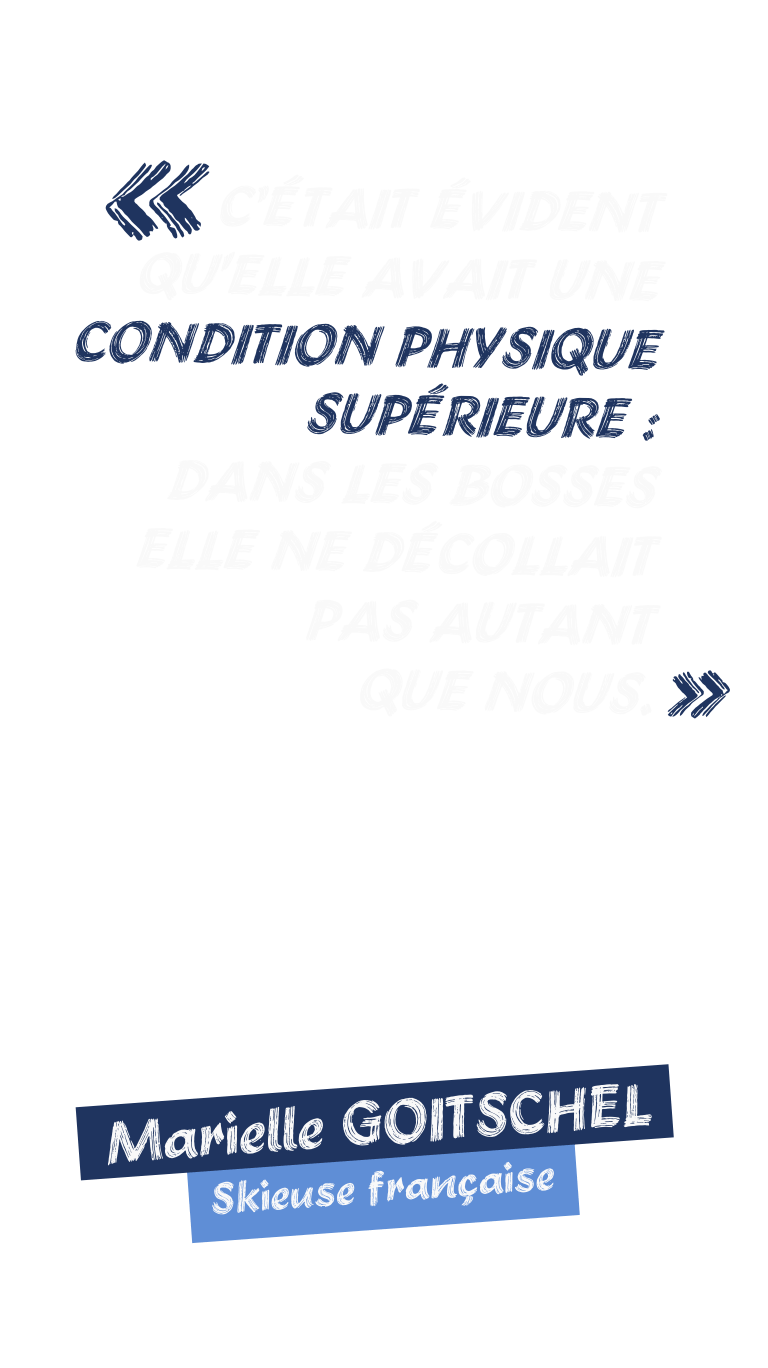 « C'ÉTAIT ÉVIDENT
QU'ELLE AVAIT UNE
CONDITION PHYSIQUE
SUPÉRIEURE :
DANS LES BOSSES
ELLE NE DÉCOLLAIT
PAS AUTANT
QUE NOUS. »
Marielle GOITSCHEL
Skieuse française